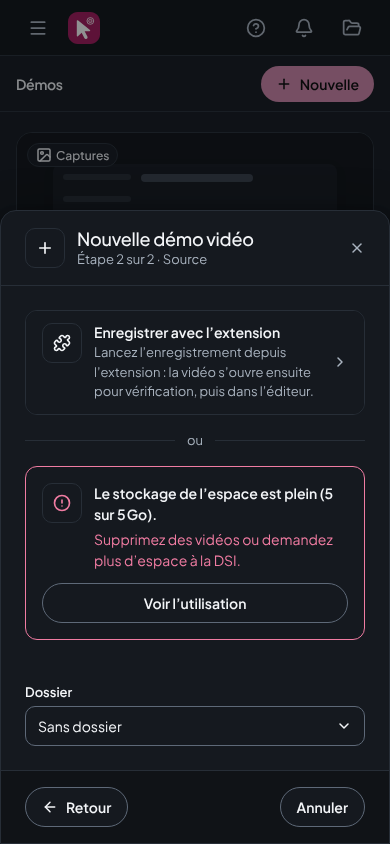 Démos
Nouvelle
Captures
Nouvelle démo vidéo
Étape 2 sur 2 · Source
Enregistrer avec l’extension
Lancez l’enregistrement depuis
l’extension : la vidéo s’ouvre ensuite
pour vérification, puis dans l’éditeur.
ou
Le stockage de l’espace est plein (5
sur 5 Go).
Supprimez des vidéos ou demandez
plus d’espace à la DSI.
Voir l’utilisation
Dossier
Sans dossier
Retour
Annuler